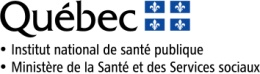 Québec
• Institut national de santé publique
• Ministère de la Santé et des Services sociaux